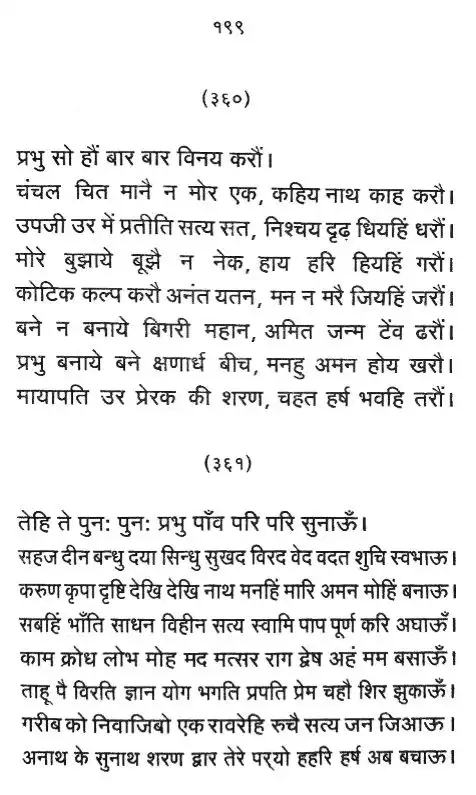 १९९
(३६०)
प्रभु सो हौं बार बार विनय करौं।
चंचल चित मानै न मोर एक, कहिय नाथ काह करौ।
उपजी उर में प्रतीति सत्य सत, निश्चय दृढ़ धियहिं धरौं।
मोरे बुझाये बूझै न नेक, हाय हरि हियहिं गरौं।
कोटिक कल्प करौ अनंत यतन, मन न मरै जियहिं जरौं।
बने न बनाये बिगरी महान, अमित जन्म टेंव ढरौं।
प्रभु बनाये बने क्षणार्ध बीच, मनहु अमन होय खरौ।
मायापति उर प्रेरक की शरण, चहत हर्ष भवहि तरौं।
(३६१)
तेहि ते पुनः पुनः प्रभु पाँव परि परि सुनाऊँ।
सहज दीन बन्धु दया सिन्धु सुखद विरद वेद वदत शुचि स्वभाऊ।
करुण कृपा दृष्टि देखि देखि नाथ मनहिं मारि अमन मोहिं बनाऊ।
सबहिं भाँति साधन विहीन सत्य स्वामि पाप पूर्ण करि अघाऊँ।
काम क्रोध लोभ मोह मद मत्सर राग द्वेष अहं मम बसाऊँ।
ताहू पै विरति ज्ञान योग भगति प्रपति प्रेम चहौ शिर झुकाऊँ।
गरीब को निवाजिबो एक रावरेहि रुचै सत्य जन जिआऊ।
अनाथ के सुनाथ शरण द्वार तेरे पर्‍यो हहरि हर्ष अब बचाऊ।